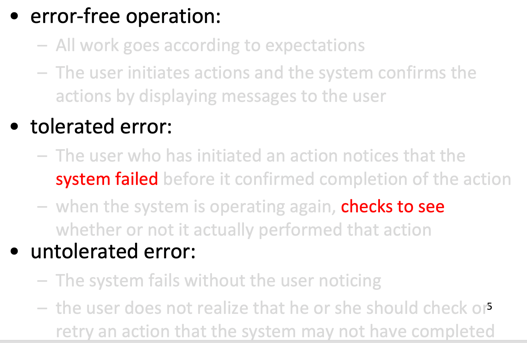 • error-free operation:
– All work goes according to expectations
– The user initiates actions and the system confirms the
actions by displaying messages to the user
• tolerated error:
– The user who has initiated an action notices that the
system failed before it confirmed completion of the action
– when the system is operating again, checks to see
whether or not it actually performed that action
• untolerated error:
– The system fails without the user noticing
– the user does not realize that he or she should check or
5
retry an action that the system may not have completed